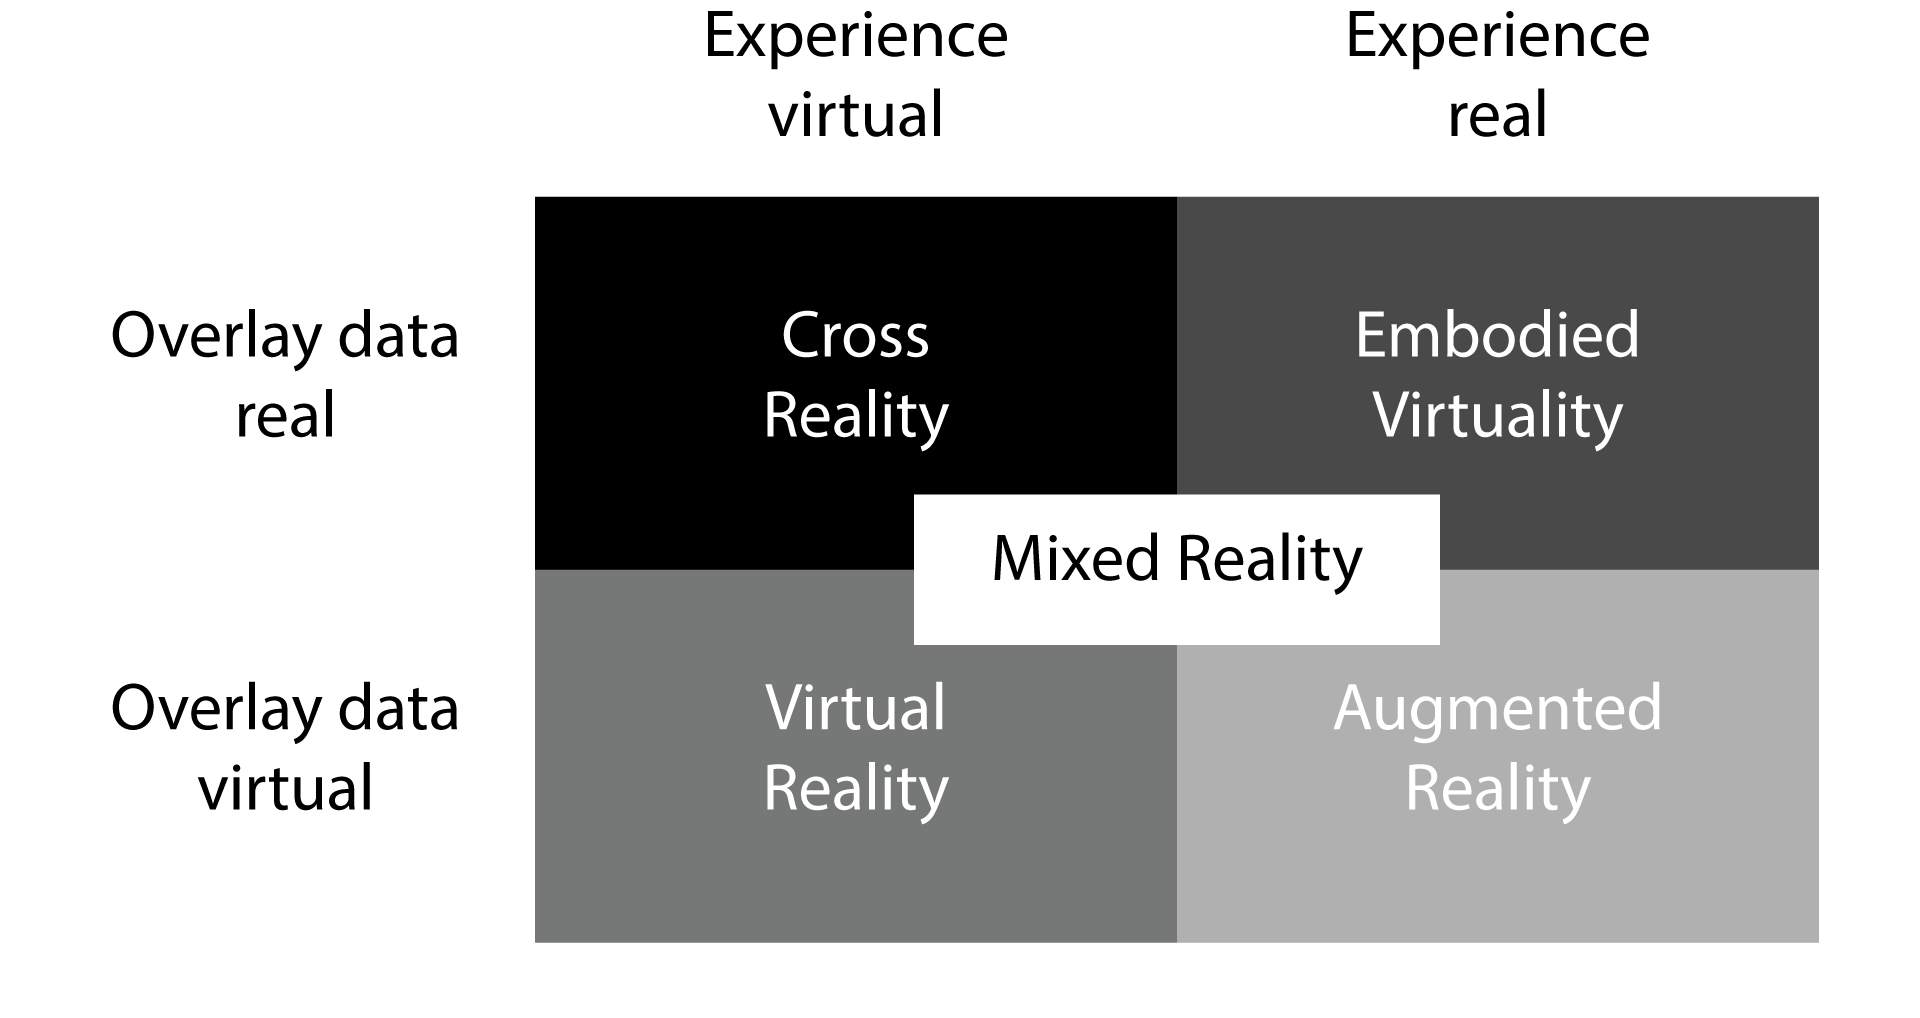 Experience
virtual
Experience
real
Overlay data
real
Cross
Reality
Embodied
Virtuality
Mixed Reality
Overlay data
virtual
Virtual
Reality
Augmented
Reality